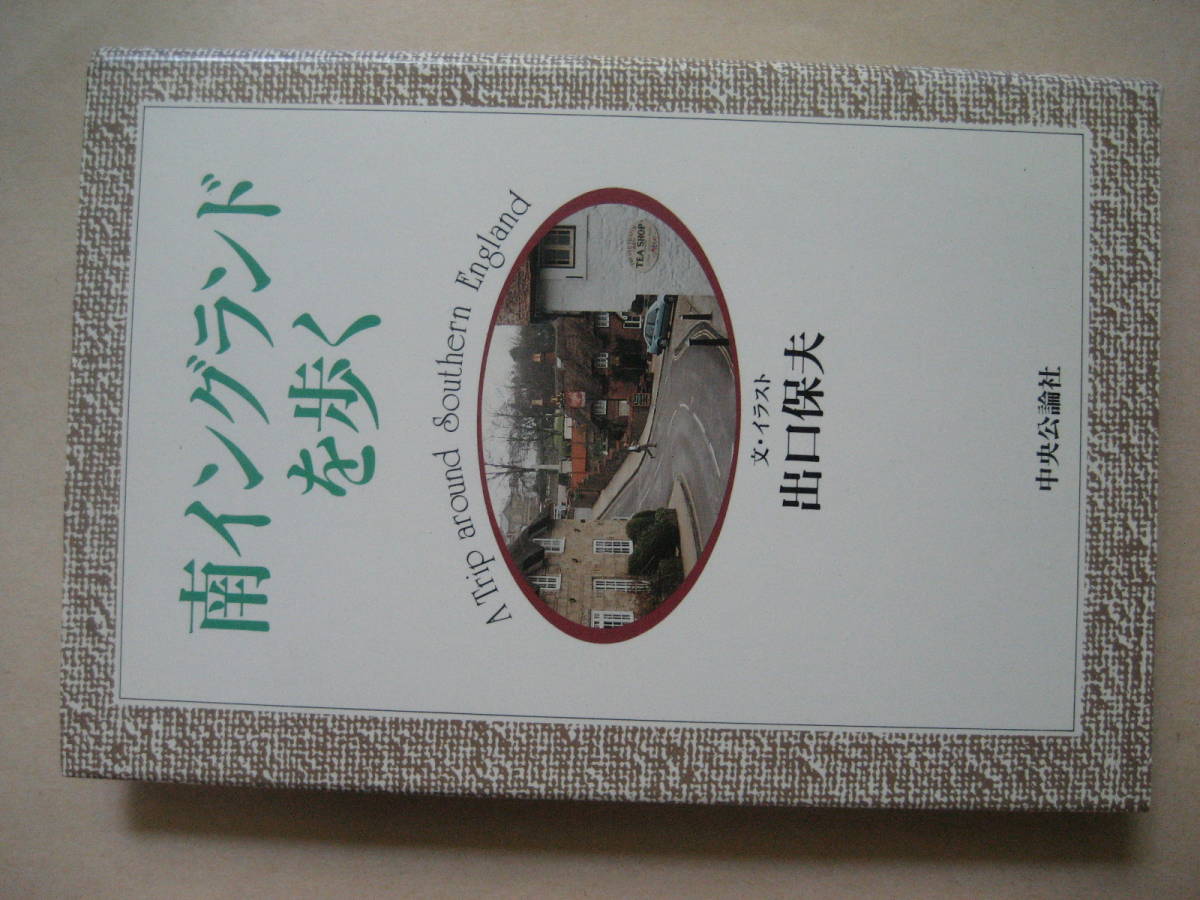 南イングランド
を歩く
A Trip around Southern England
TEA SHOP
文・イラスト
出口保夫
中央公論社